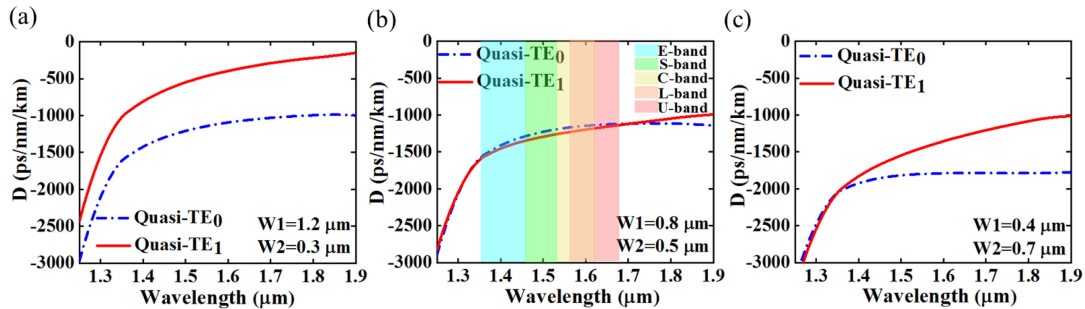 (a)
0
-500
-1000
-1500
-2000
-2500
-3000
D (ps/nm/km)
Quasi-TE0
Quasi-TE1
W1=1.2 μm
W2=0.3 μm
1.3 1.4 1.5 1.6 1.7 1.8 1.9
Wavelength (μm)
(b)
0
-500
-1000
-1500
-2000
-2500
-3000
D (ps/nm/km)
Quasi-TE0
Quasi-TE1
E-band
S-band
C-band
L-band
U-band
W1=0.8 μm
W2=0.5 μm
1.3 1.4 1.5 1.6 1.7 1.8 1.9
Wavelength (μm)
(c)
0
-500
-1000
-1500
-2000
-2500
-3000
D (ps/nm/km)
Quasi-TE0
Quasi-TE1
W1=0.4 μm
W2=0.7 μm
1.3 1.4 1.5 1.6 1.7 1.8 1.9
Wavelength (μm)